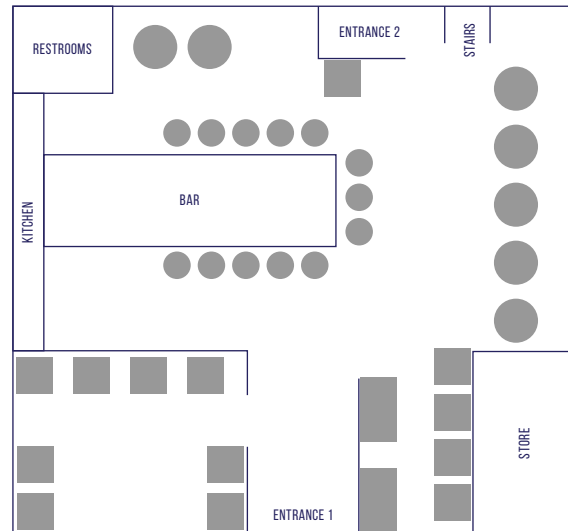 ENTRANCE 2
STAIRS
RESTROOMS
BAR
KITCHEN
STORE
ENTRANCE 1